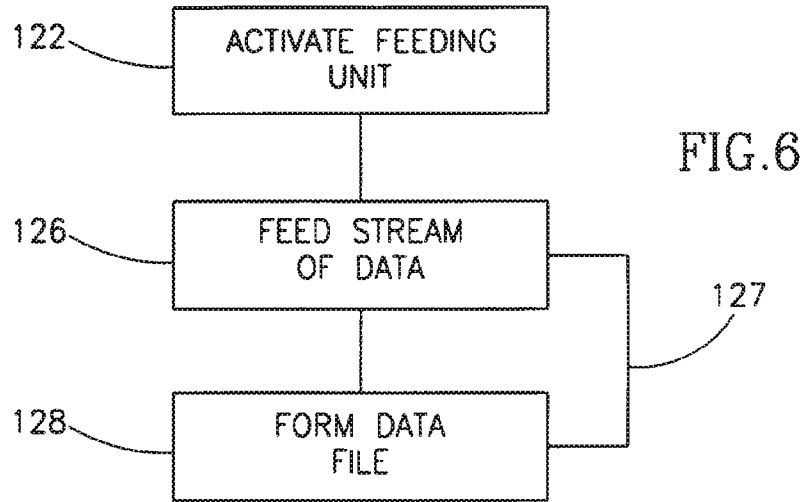 122
ACTIVATE FEEDING
UNIT
FIG.6
126
FEED STREAM
OF DATA
127
128
FORM DATA
FILE